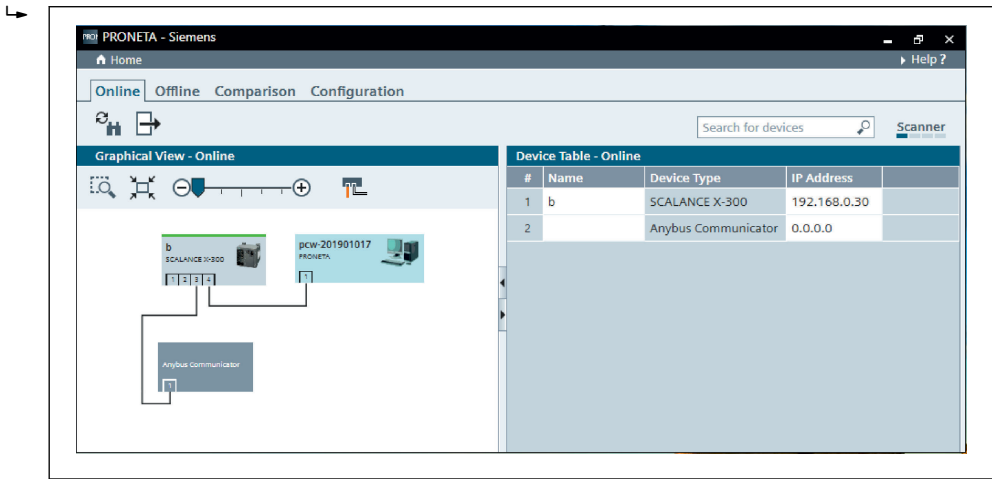 PRONETA - Siemens
Home
Help ?
Online Offline Comparison Configuration
Search for devices
Scanner
Graphical View - Online
Device Table - Online
# Name Device Type IP Address
1 b SCALANCE X-300 192.168.0.30
2 Anybus Communicator 0.0.0.0
b
SCALANCE X-300
1 2 3 4
pcw-201901017
PRONETA
1
Anybus Communicator
1